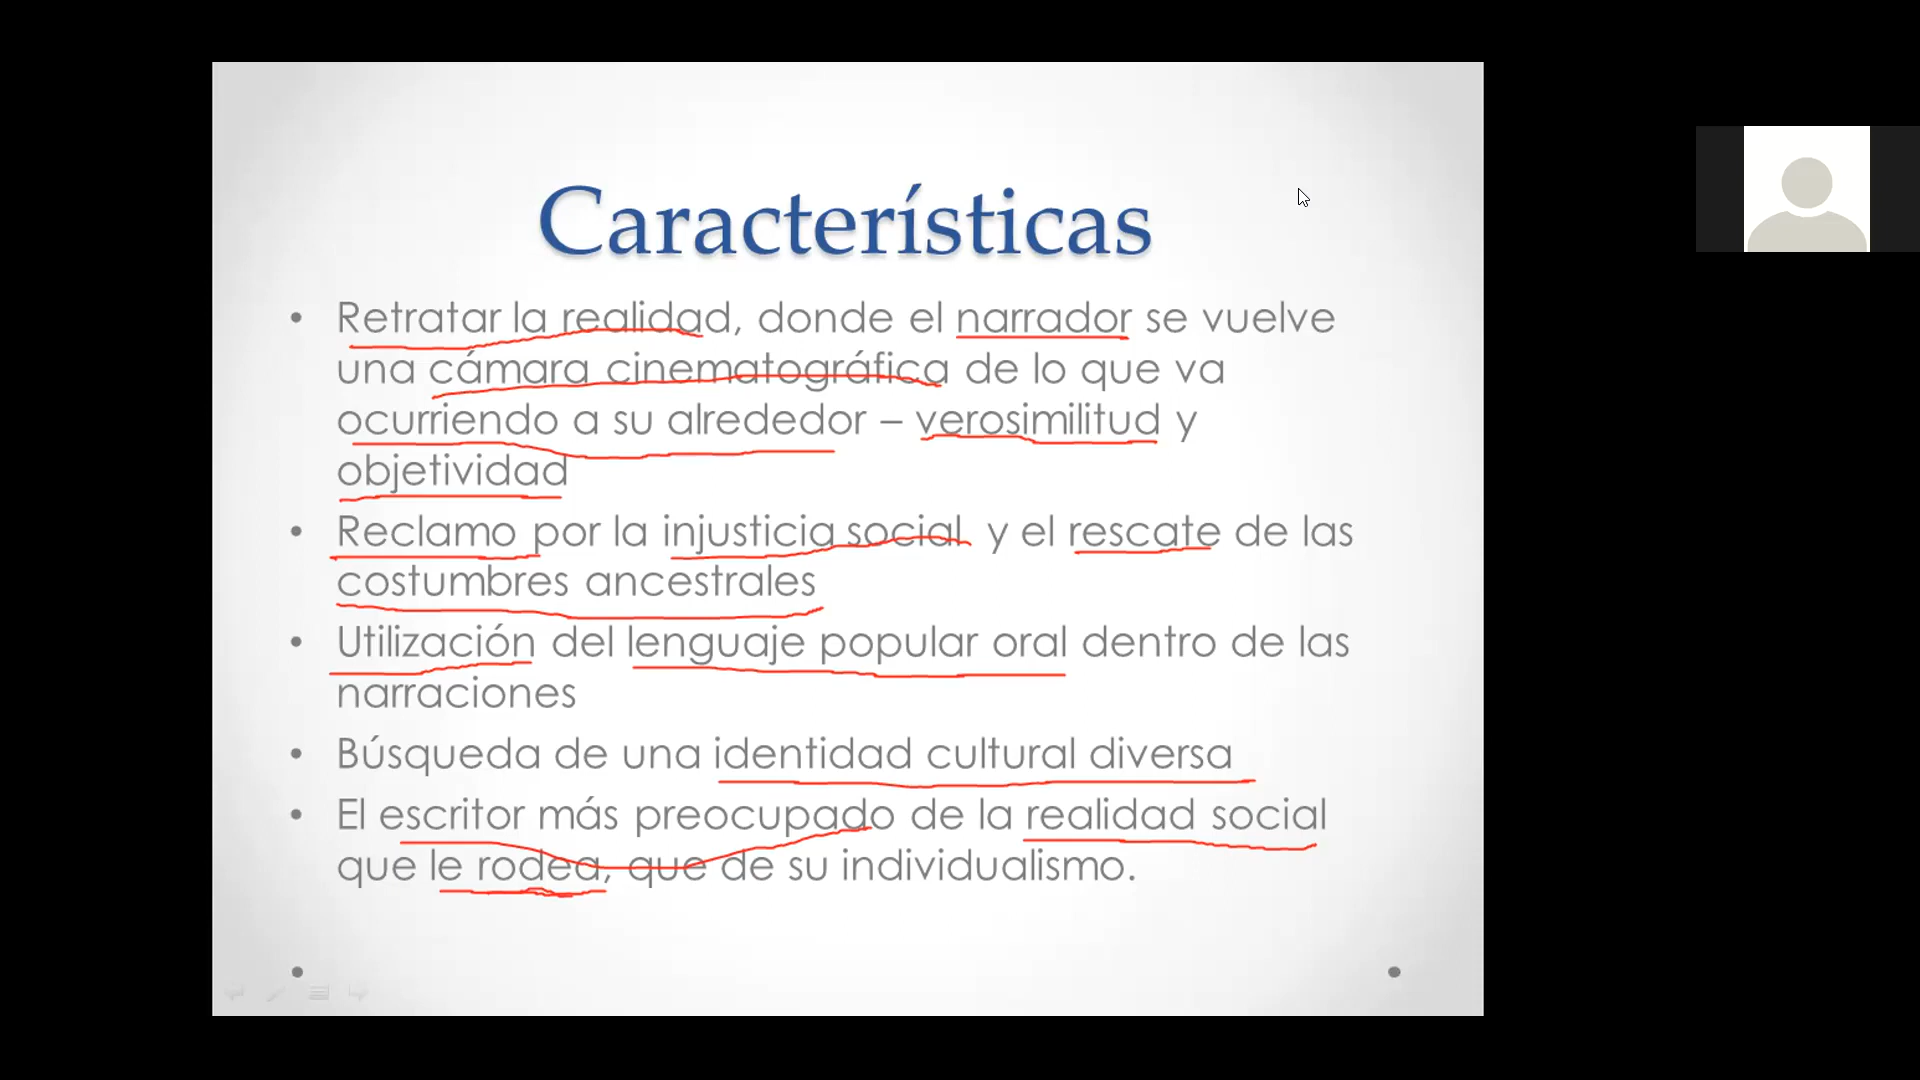 Características
• Retratar la realidad, donde el narrador se vuelve
una cámara cinematográfica de lo que va
ocurriendo a su alrededor – verosimilitud y
objetividad
• Reclamo por la injusticia social  y el rescate de las
costumbres ancestrales
• Utilización del lenguaje popular oral dentro de las
narraciones
• Búsqueda de una identidad cultural diversa
• El escritor más preocupado de la realidad social
que le rodea, que de su individualismo.